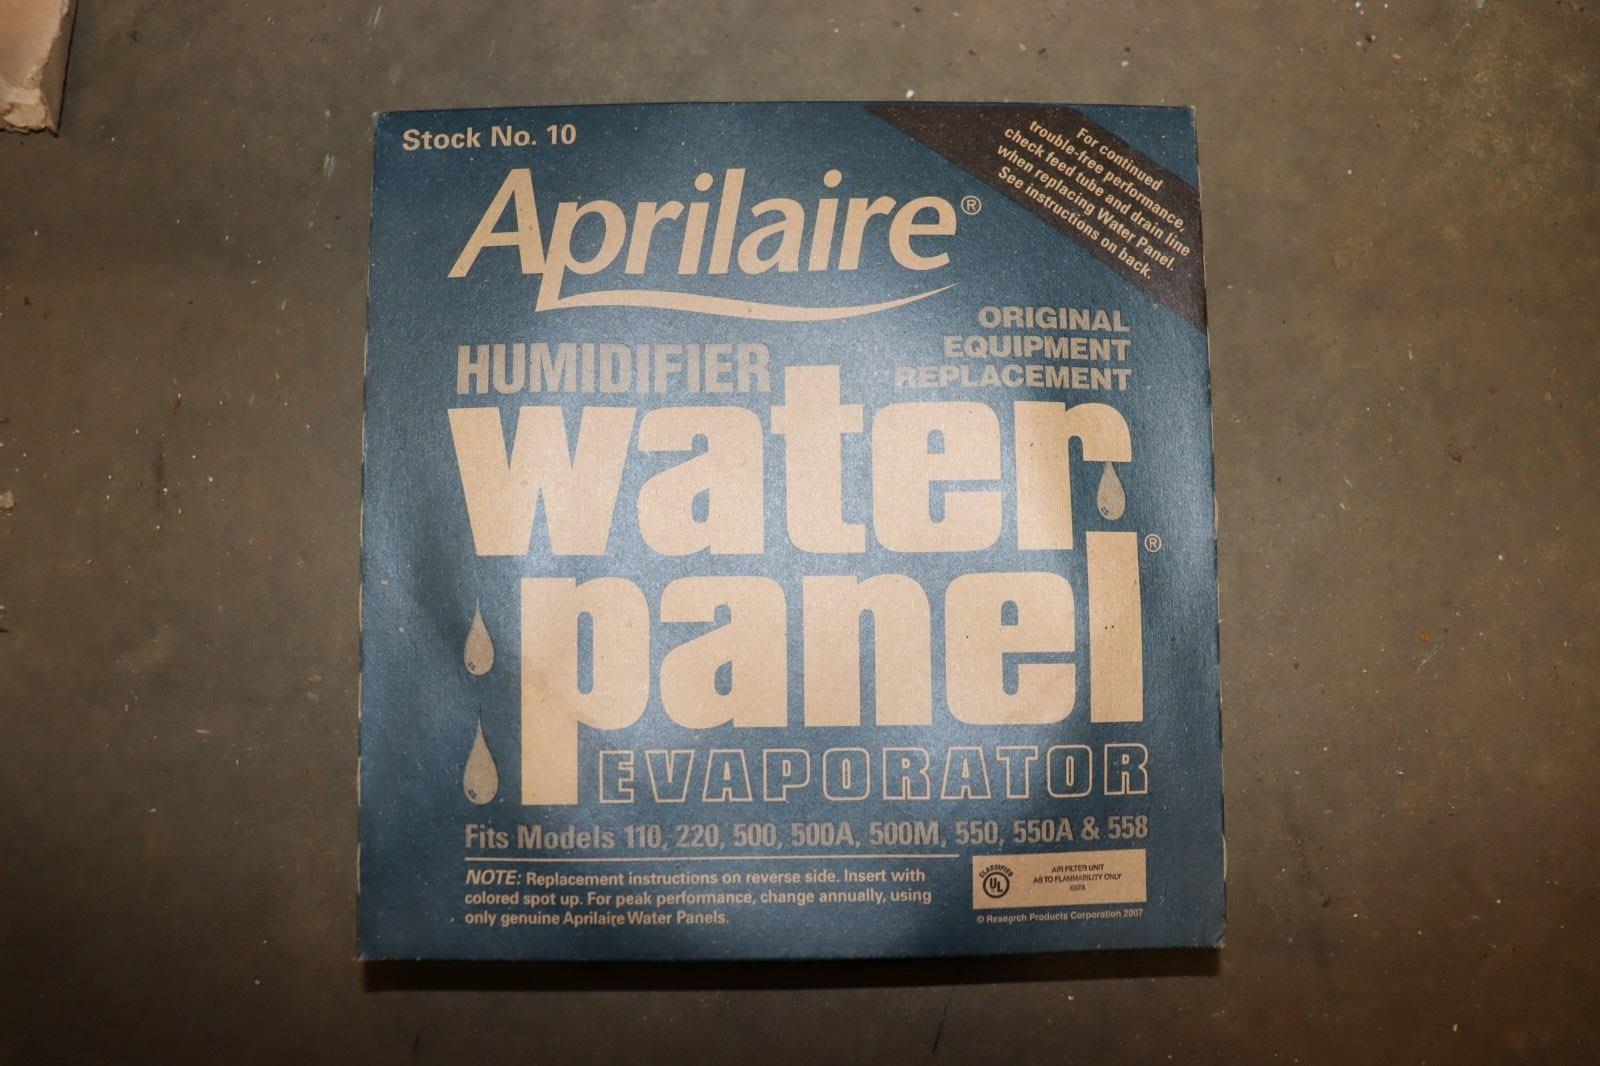 Stock No. 10
For continued
trouble-free performance,
check feed tube and drain line
when replacing Water Panel.
See instructions on back.
Aprilaire®
ORIGINAL
EQUIPMENT
REPLACEMENT
HUMIDIFIER
water
panel®
EVAPORATOR
Fits Models 110, 220, 500, 500A, 500M, 550, 550A & 558
NOTE: Replacement instructions on reverse side. Insert with
colored spot up. For peak performance, change annually, using
only genuine Aprilaire Water Panels.
CLASSIFIED
UL
AIR FILTER UNIT
AS TO FLAMMABILITY ONLY
697A
© Research Products Corporation 2007